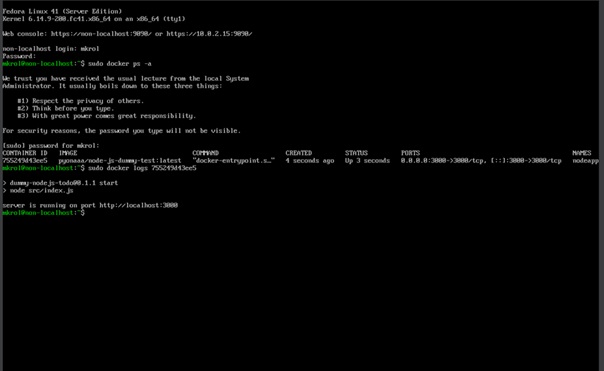 Fedora Linux 41 (Server Edition)
Kernel 6.14.9-200.fc41.x86_64 on an x86_64 (tty1)
Web console: https://non-localhost:9090/ or https://10.0.2.15:9090/
non-localhost login: mkrol
Password:
mkrol@non-localhost:~$ sudo docker ps -a
We trust you have received the usual lecture from the local System
Administrator. It usually boils down to these three things:
#1) Respect the privacy of others.
#2) Think before you type.
#3) With great power comes great responsibility.
For security reasons, the password you type will not be visible.
[sudo] password for mkrol:
CONTAINER ID IMAGE COMMAND CREATED STATUS PORTS NAMES
755249d43ee5 pyonaaa/node-js-dummy-test:latest "docker-entrypoint.s…" 4 seconds ago Up 3 seconds 0.0.0.0:3000->3000/tcp, [::]:3000->3000/tcp nodeapp
mkrol@non-localhost:~$ sudo docker logs 755249d43ee5
> dummy-nodejs-todo@0.1.1 start
> node src/index.js
server is running on port http://localhost:3000
mkrol@non-localhost:~$